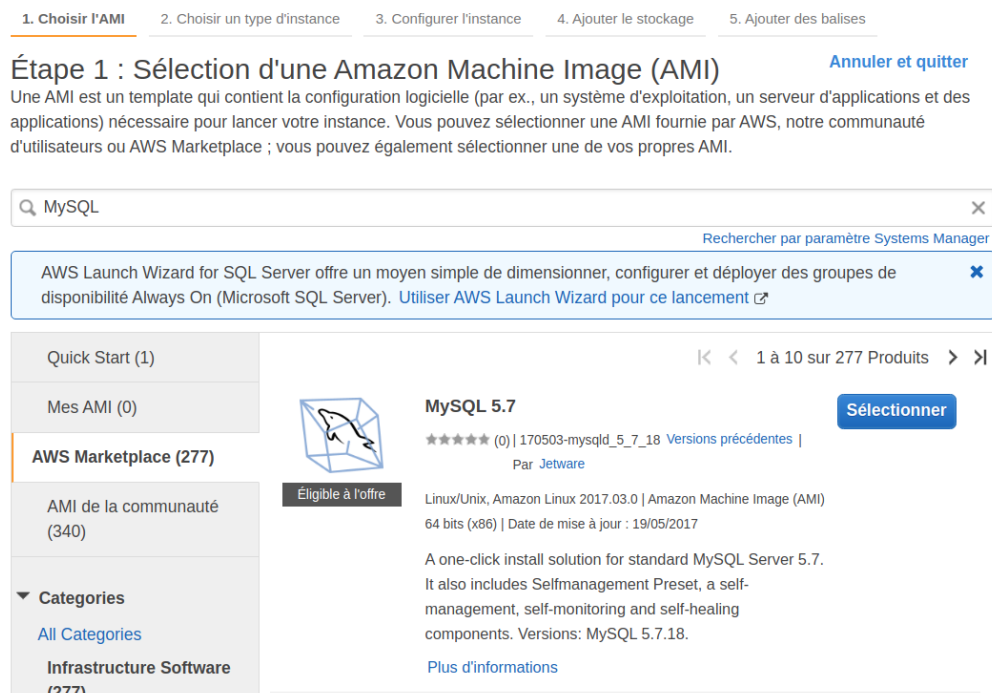 1. Choisir l'AMI 2. Choisir un type d'instance 3. Configurer l'instance 4. Ajouter le stockage 5. Ajouter des balises
Étape 1 : Sélection d'une Amazon Machine Image (AMI)
Annuler et quitter
Une AMI est un template qui contient la configuration logicielle (par ex., un système d'exploitation, un serveur d'applications et des
applications) nécessaire pour lancer votre instance. Vous pouvez sélectionner une AMI fournie par AWS, notre communauté
d'utilisateurs ou AWS Marketplace ; vous pouvez également sélectionner une de vos propres AMI.
MySQL
Rechercher par paramètre Systems Manager
AWS Launch Wizard for SQL Server offre un moyen simple de dimensionner, configurer et déployer des groupes de
disponibilité Always On (Microsoft SQL Server). Utiliser AWS Launch Wizard pour ce lancement
Quick Start (1)
Mes AMI (0)
AWS Marketplace (277)
AMI de la communauté
(340)
Categories
All Categories
Infrastructure Software
(277)
1 à 10 sur 277 Produits
Éligible à l'offre
MySQL 5.7
Sélectionner
(0) | 170503-mysqld_5_7_18 Versions précédentes |
Par Jetware
Linux/Unix, Amazon Linux 2017.03.0 | Amazon Machine Image (AMI)
64 bits (x86) | Date de mise à jour : 19/05/2017
A one-click install solution for standard MySQL Server 5.7.
It also includes Selfmanagement Preset, a self-
management, self-monitoring and self-healing
components. Versions: MySQL 5.7.18.
Plus d'informations